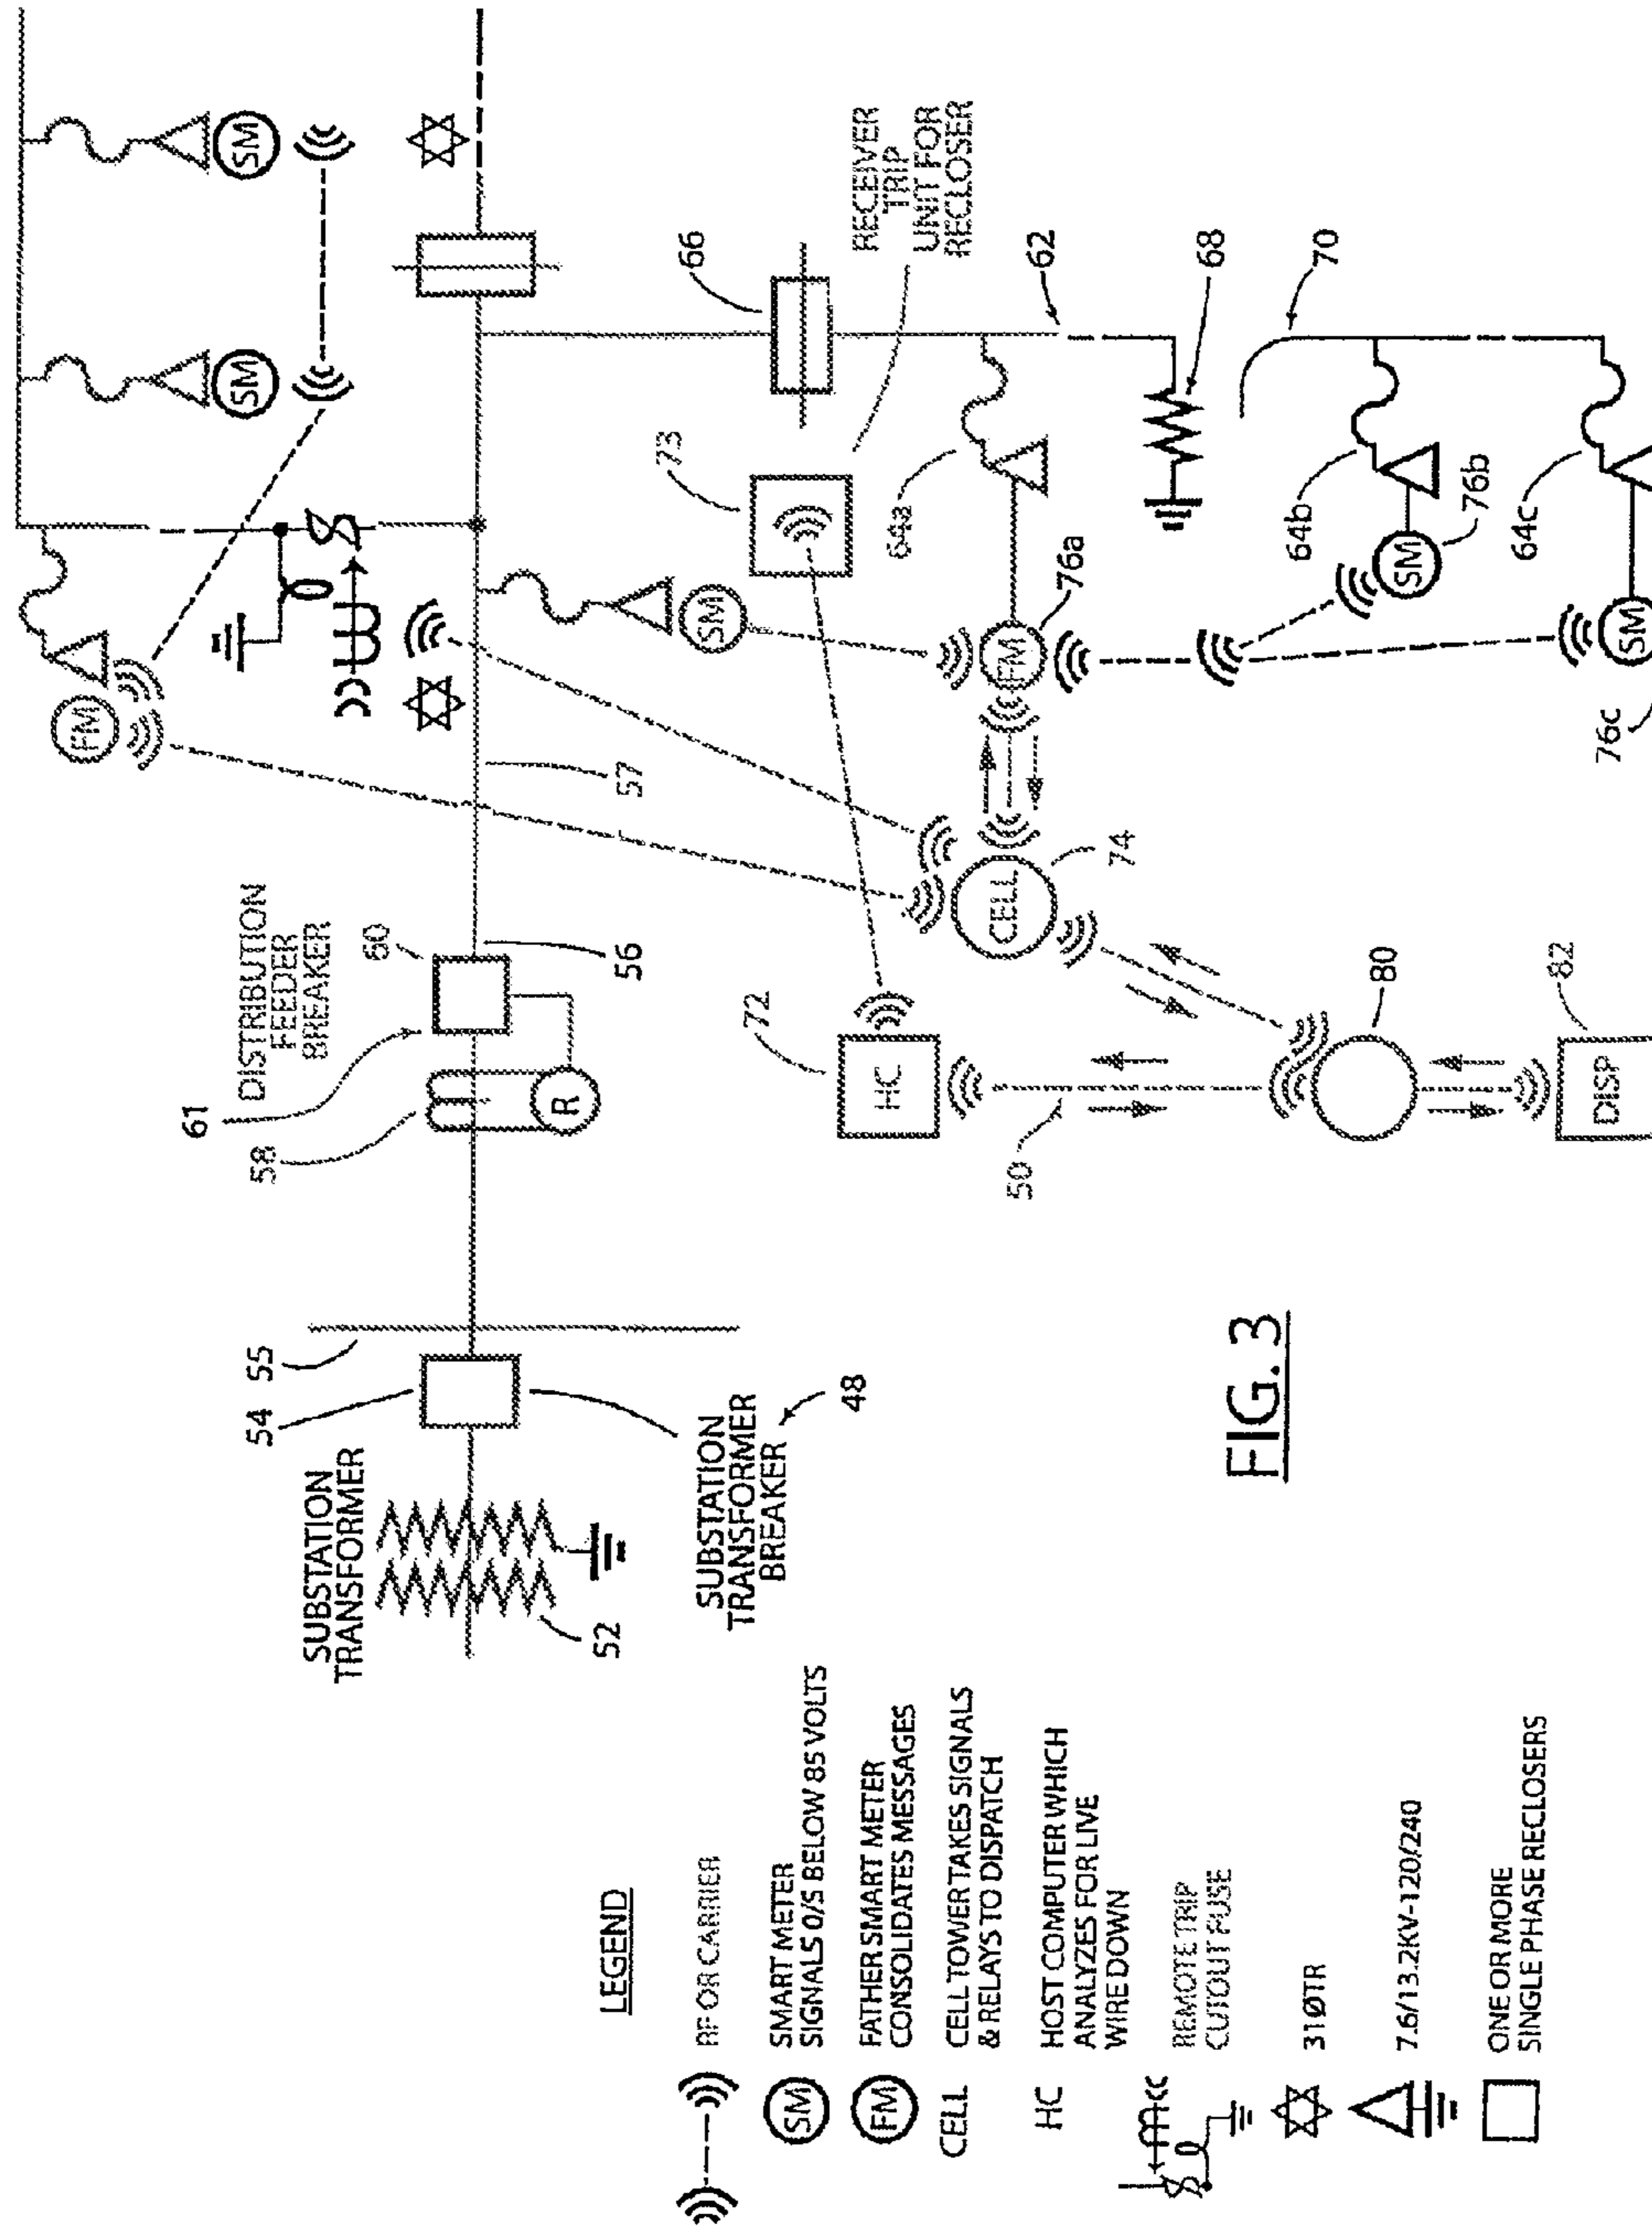 SUBSTATION
TRANSFORMER
52
54
55
SUBSTATION
TRANSFORMER
BREAKER
48
61
58
R
DISTRIBUTION
FEEDER
BREAKER
60
56
57
FM
SM
SM
SM
66
RECEIVER
TRIP
UNIT FOR
RECLOSER
73
64a
62
68
70
FM
76a
64b
SM
76b
64c
SM
76c
CELL
74
72
HC
50
80
82
DISP
FIG. 3
LEGEND
RF OR CARRIER
SM
SMART METER
SIGNALS O/S BELOW 85 VOLTS
FM
FATHER SMART METER
CONSOLIDATES MESSAGES
CELL
CELL TOWER TAKES SIGNALS
& RELAYS TO DISPATCH
HC
HOST COMPUTER WHICH
ANALYZES FOR LIVE
WIRE DOWN
CC
REMOTE TRIP
CUTOUT FUSE
31ØTR
7.6/13.2KV-120/240
ONE OR MORE
SINGLE PHASE RECLOSERS